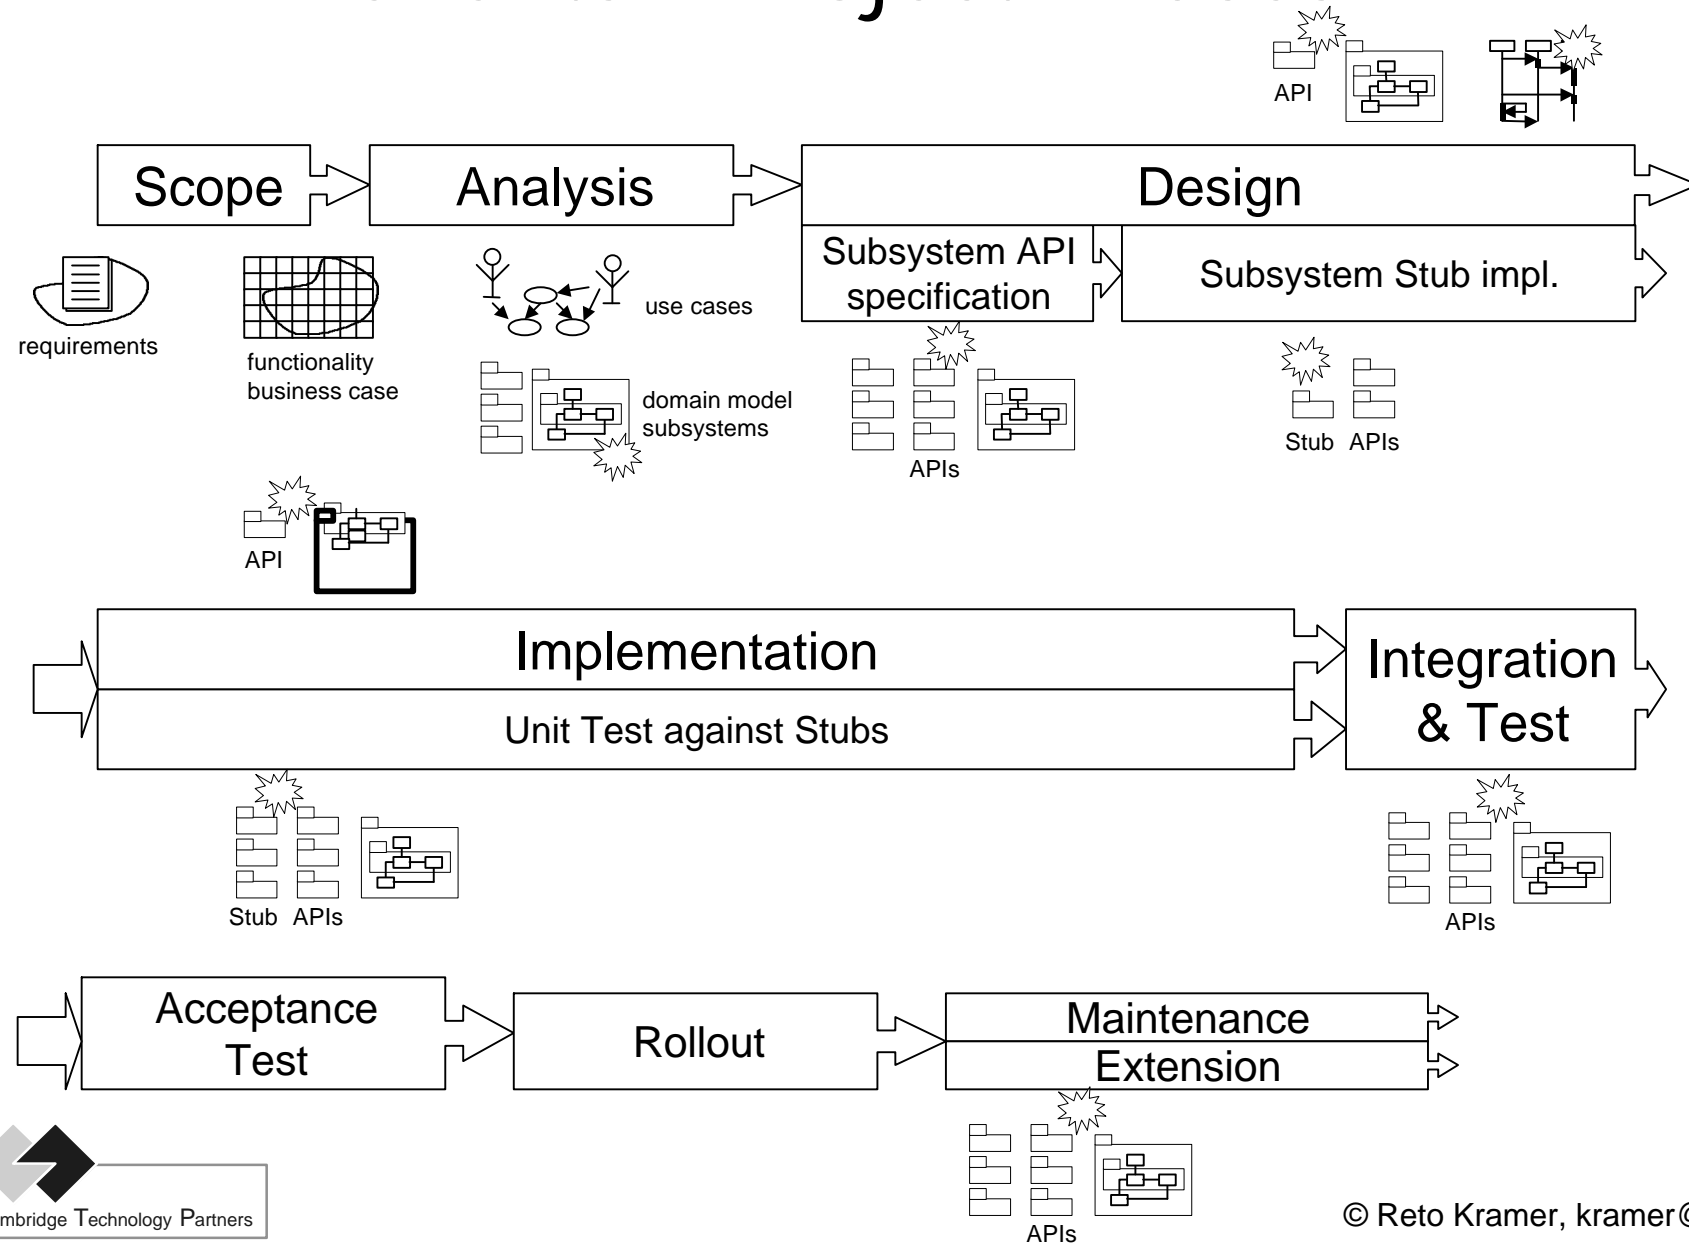 API
Scope
Analysis
Design
Subsystem API
specification
Subsystem Stub impl.
requirements
functionality
business case
use cases
domain model
subsystems
APIs
Stub APIs
API
Implementation
Unit Test against Stubs
Integration
& Test
Stub APIs
APIs
Acceptance
Test
Rollout
Maintenance
Extension
APIs
mbridge Technology Partners
© Reto Kramer, kramer@